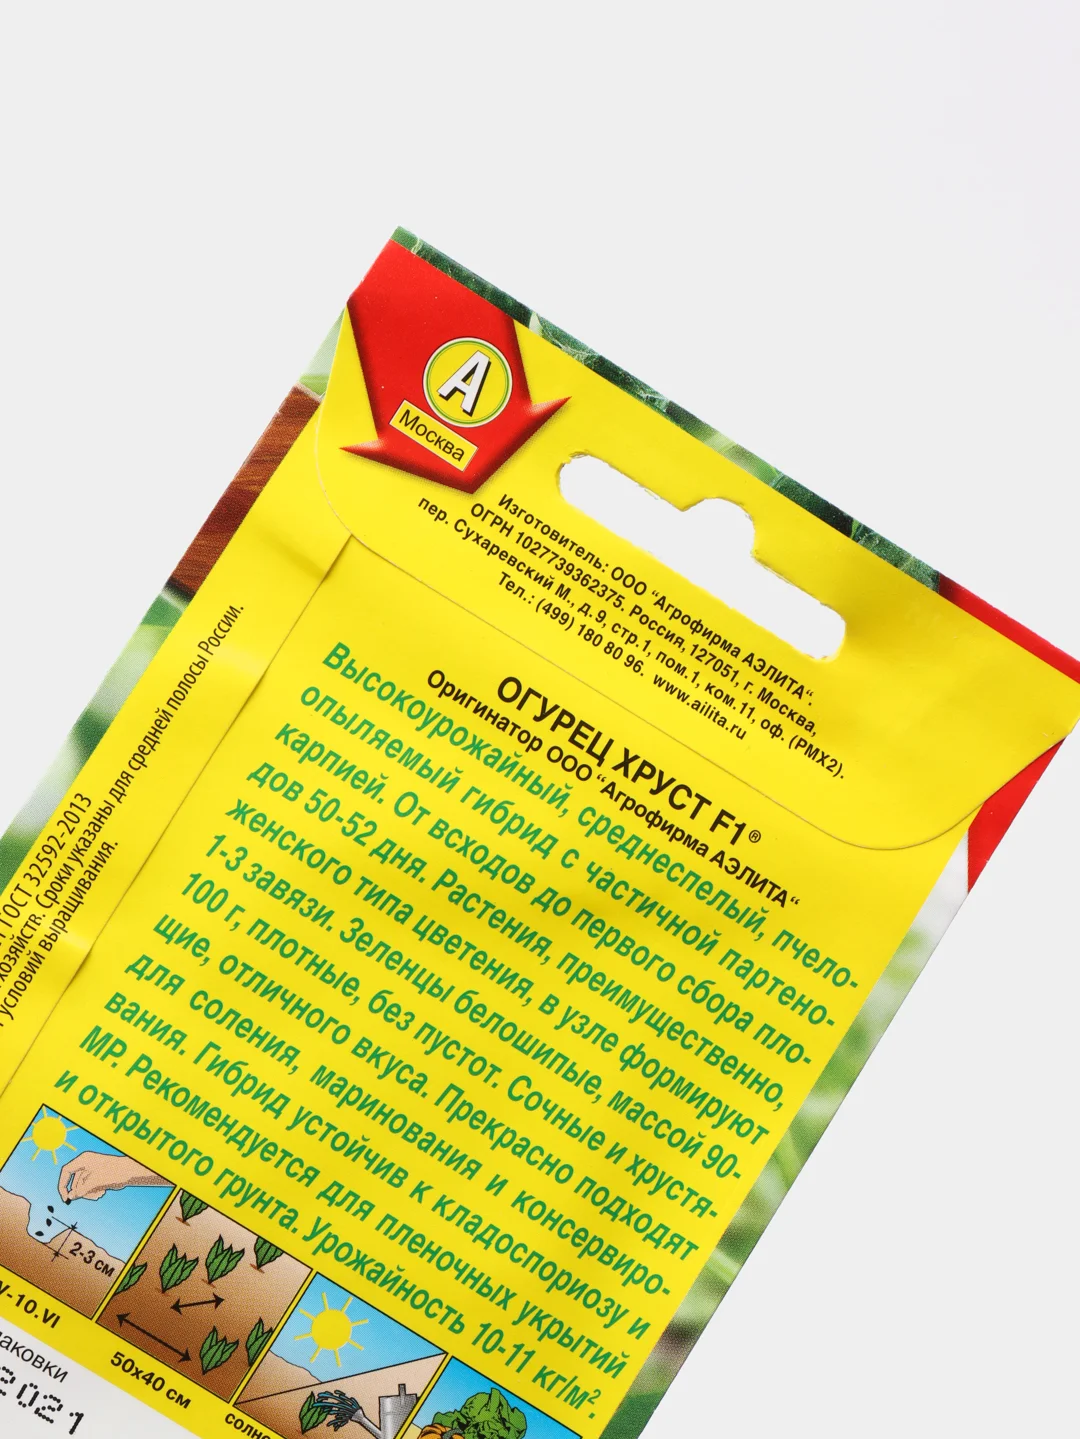 А
Москва
Изготовитель: ООО “Агрофирма АЭЛИТА“.
ОГРН 1027739362375. Россия, 127051, г. Москва,
пер. Сухаревский М., д. 9, стр.1, пом.1, ком.11, оф. (РМХ2).
Тел.: (499) 180 80 96. www.ailita.ru
ОГУРЕЦ ХРУСТ F1®
Оригинатор ООО “Агрофирма АЭЛИТА“
Высокоурожайный, среднеспелый, пчело-
опыляемый гибрид с частичной партено-
карпией. От всходов до первого сбора пло-
дов 50-52 дня. Растения, преимущественно,
женского типа цветения, в узле формируют
1-3 завязи. Зеленцы белошипые, массой 90-
100 г, плотные, без пустот. Сочные и хрустя-
щие, отличного вкуса. Прекрасно подходят
для соления, маринования и консервиро-
вания. Гибрид устойчив к кладоспориозу и
МР. Рекомендуется для пленочных укрытий
и открытого грунта. Урожайность 10-11 кг/м².
ГОСТ 32592-2013
хозяйств. Сроки указаны для средней полосы России.
условий выращивания.
2-3 см
V-10.VI
50х40 см
2021